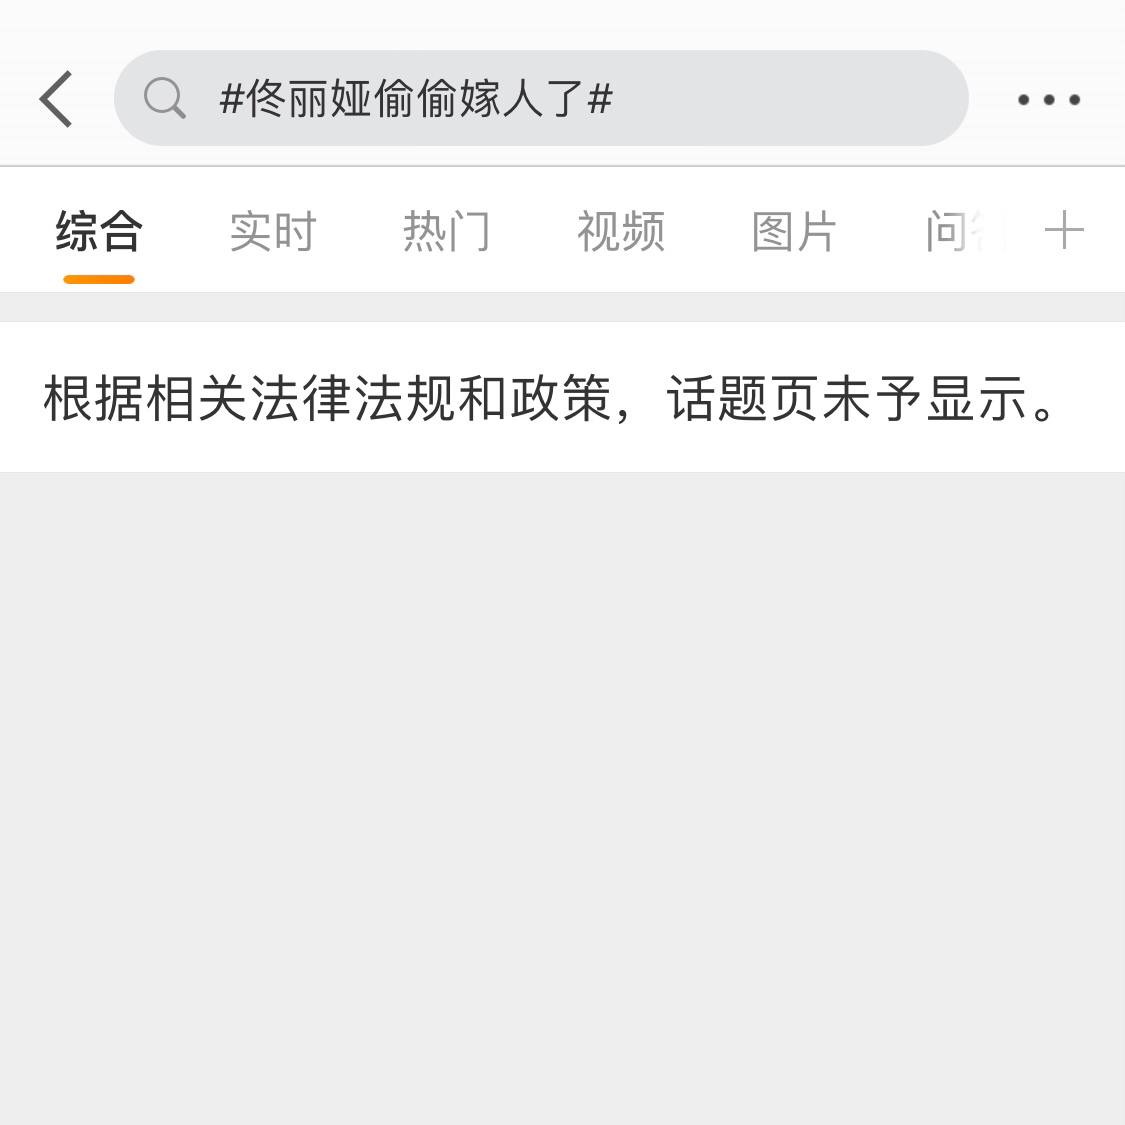 #佟丽娅偷偷嫁人了#
综合 实时 热门 视频 图片 问答
根据相关法律法规和政策，话题页未予显示。